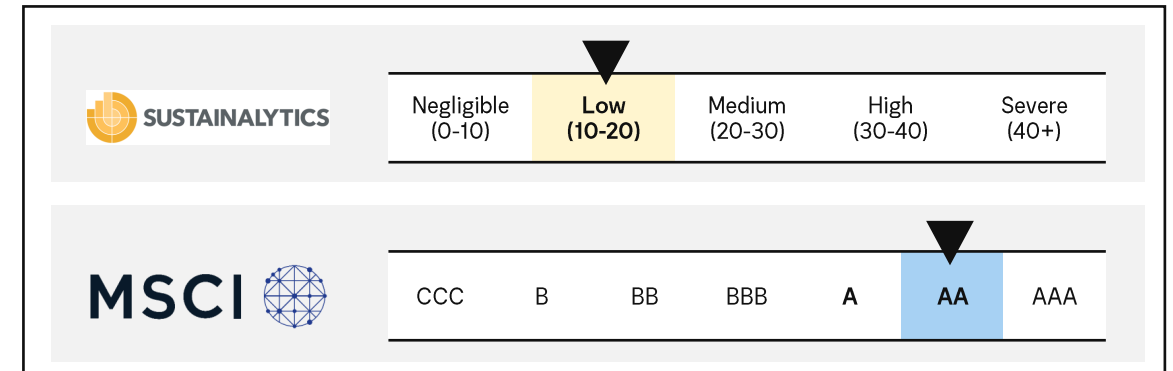 SUSTAINALYTICS
Negligible Low Medium High Severe
(0-10) (10-20) (20-30) (30-40) (40+)
MSCI
CCC B BB BBB A AA AAA